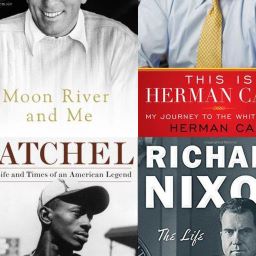 Moon River
and Me
THIS IS
HERMAN CA
MY JOURNEY TO THE WHIT
HERMAN CA
ATCHEL
ife and Times of an American Legend
RICHAR
NIXO
The Life